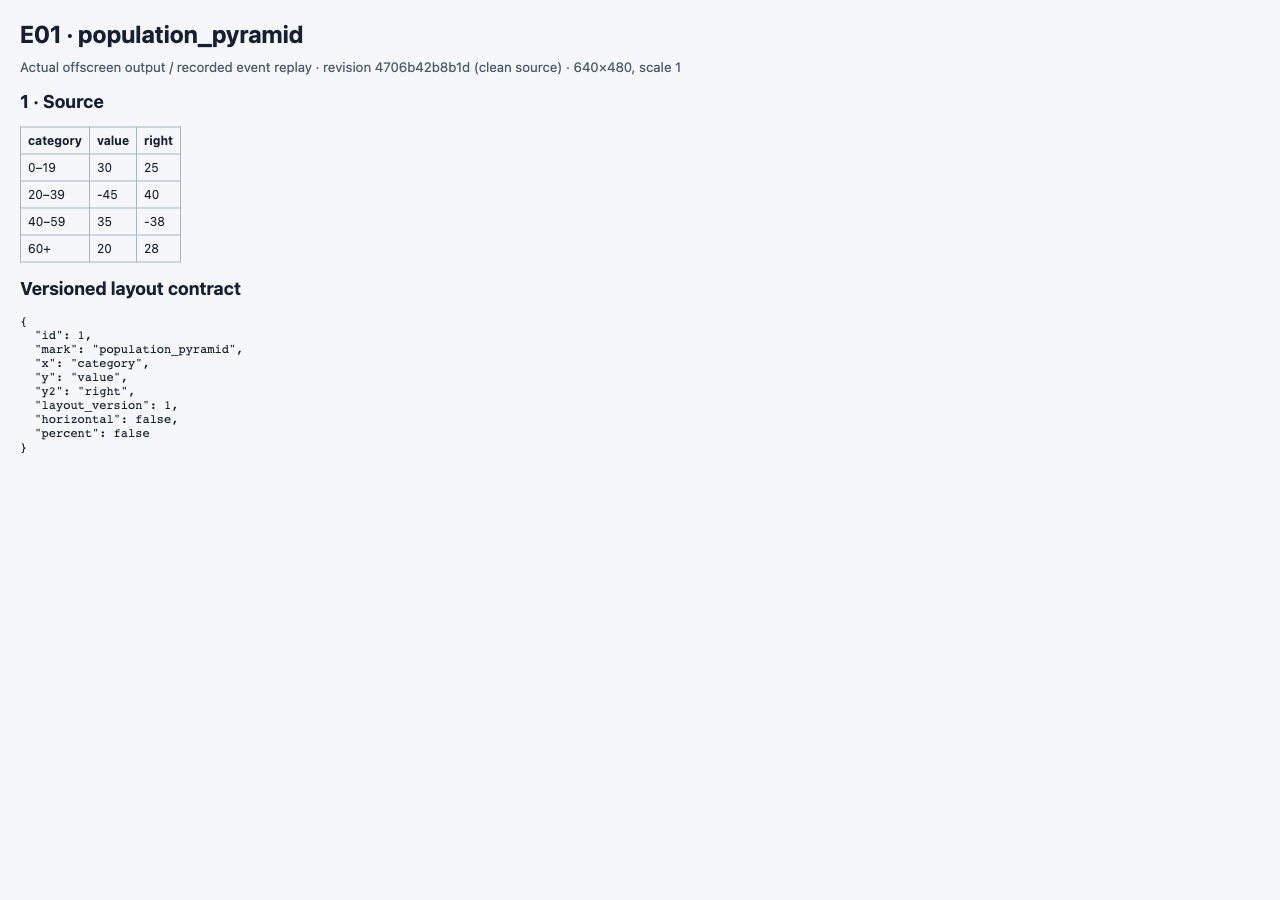 E01 · population_pyramid
Actual offscreen output / recorded event replay · revision 4706b42b8b1d (clean source) · 640×480, scale 1
1 · Source
category value right
0–19 30 25
20–39 -45 40
40–59 35 -38
60+ 20 28
Versioned layout contract
{
  "id": 1,
  "mark": "population_pyramid",
  "x": "category",
  "y": "value",
  "y2": "right",
  "layout_version": 1,
  "horizontal": false,
  "percent": false
}